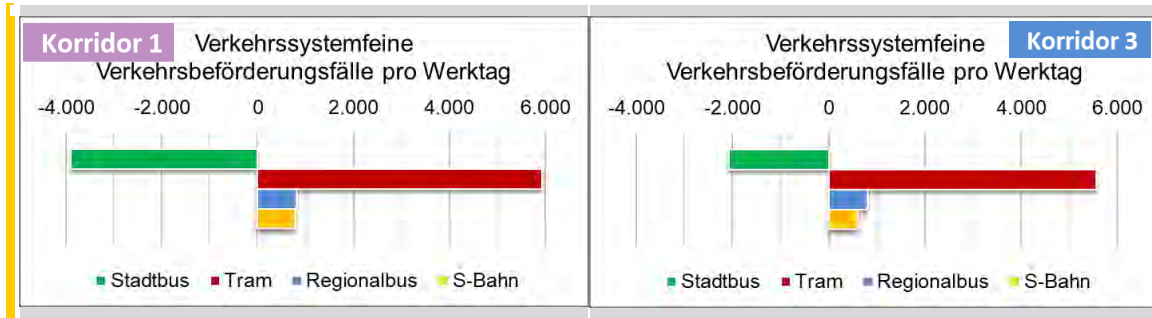 Korridor 1
Verkehrssystemfeine
Verkehrsbeförderungsfälle pro Werktag
-4.000 -2.000 0 2.000 4.000 6.000
Stadtbus Tram Regionalbus S-Bahn
Korridor 3
Verkehrssystemfeine
Verkehrsbeförderungsfälle pro Werktag
-4.000 -2.000 0 2.000 4.000 6.000
Stadtbus Tram Regionalbus S-Bahn